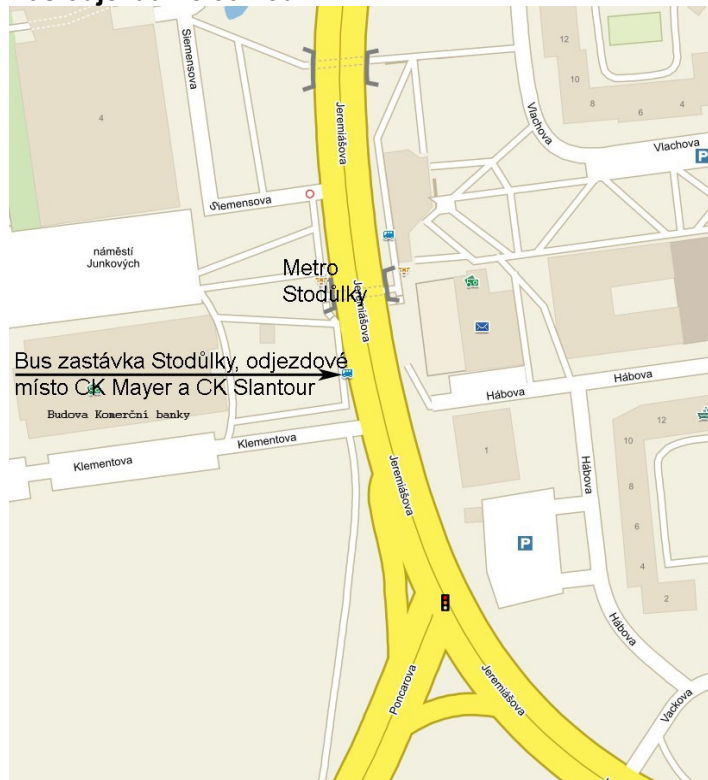 Siemensova
12
10
8
6
4
4
Vlachova
Vlachova
P
Jeremiášova
Siemensova
náměstí
Junkových
Metro
Stodůlky
Jeremiášova
Bus zastávka Stodůlky, odjezdové
místo CK Mayer a CK Slantour
Budova Komerční banky
Hábova
Hábova
Klementova
Klementova
1
12
10
8
6
4
2
Jeremiášova
Hábova
P
Hábova
Poncarova
Jeremiášova
Vackova